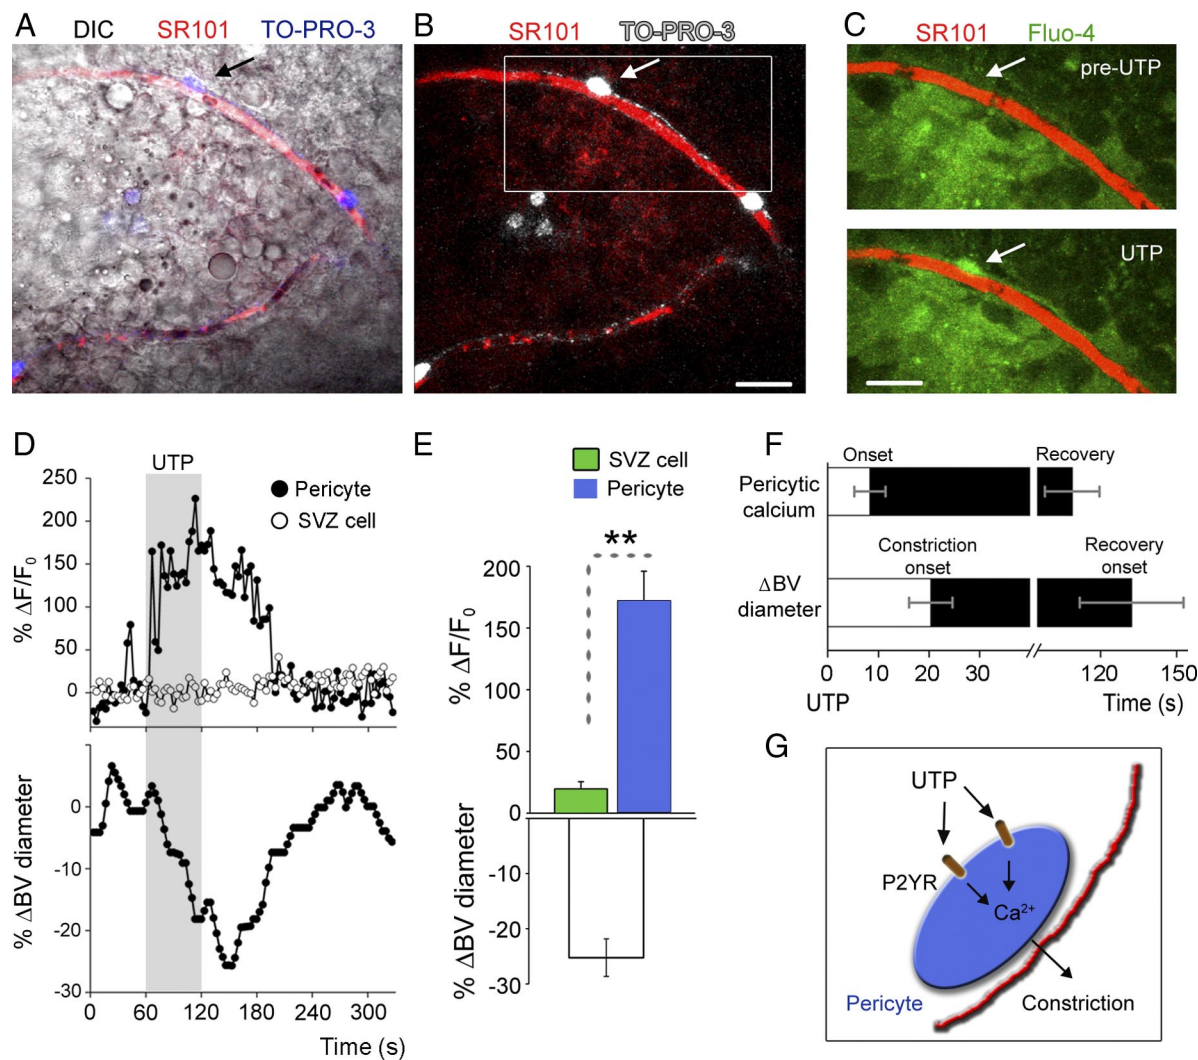 A
DIC SR101 TO-PRO-3
B
SR101 TO-PRO-3
C
SR101 Fluo-4
pre-UTP
UTP
D
UTP
Pericyte
SVZ cell
% ΔF/F0
250
200
150
100
50
0
% ΔBV diameter
0
-10
-20
-30
0 60 120 180 240 300
Time (s)
E
SVZ cell
Pericyte
**
% ΔF/F0
200
150
100
50
0
% ΔBV diameter
-10
-20
-30
F
Onset Recovery
Pericytic
calcium
Constriction
onset
Recovery
onset
ΔBV
diameter
0 10 20 30 120 150
UTP Time (s)
G
UTP
P2YR
Ca2+
Pericyte
Constriction